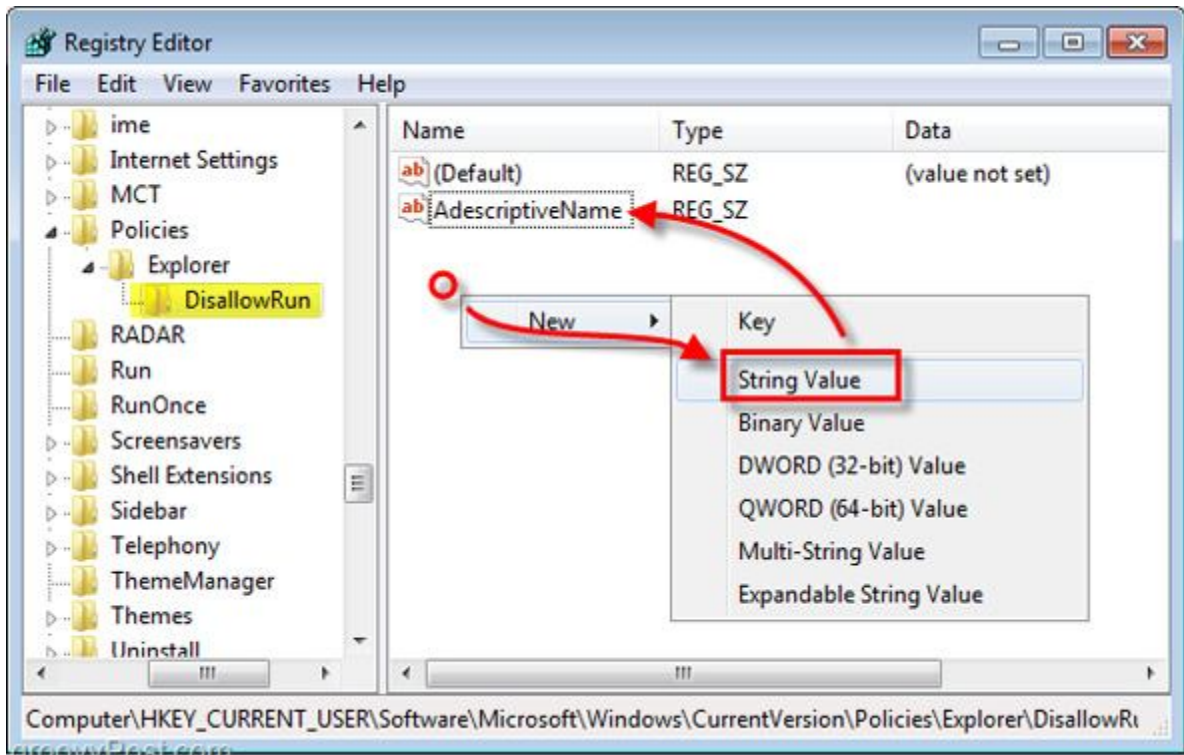 Registry Editor
File Edit View Favorites Help
ime
Internet Settings
MCT
Policies
Explorer
DisallowRun
RADAR
Run
RunOnce
Screensavers
Shell Extensions
Sidebar
Telephony
ThemeManager
Themes
Uninstall
Name Type Data
ab (Default) REG_SZ (value not set)
ab AdescriptiveName REG_SZ
New
Key
String Value
Binary Value
DWORD (32-bit) Value
QWORD (64-bit) Value
Multi-String Value
Expandable String Value
Computer\HKEY_CURRENT_USER\Software\Microsoft\Windows\CurrentVersion\Policies\Explorer\DisallowRu